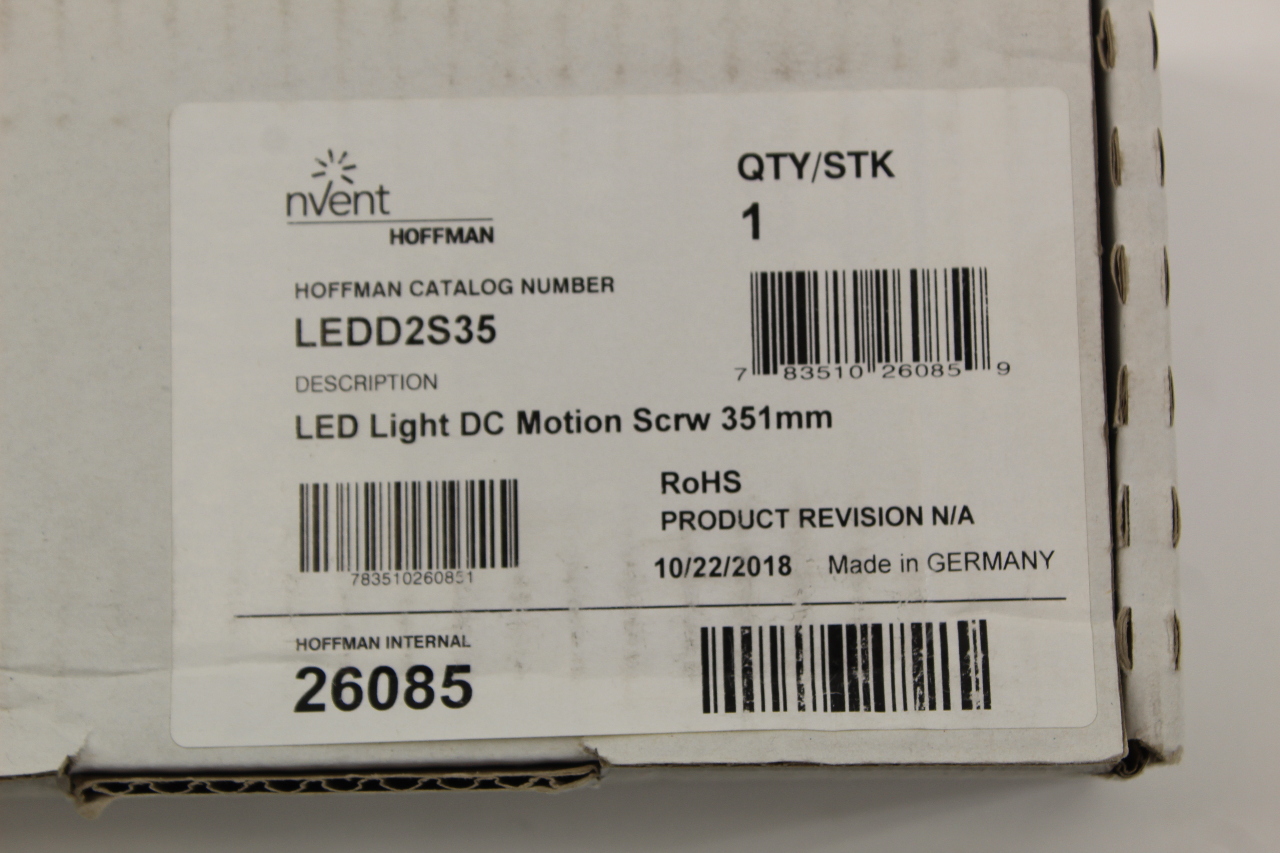 nvent
HOFFMAN
QTY/STK
1
HOFFMAN CATALOG NUMBER
LEDD2S35
7 83510 26085 9
DESCRIPTION
LED Light DC Motion Scrw 351mm
783510260851
RoHS
PRODUCT REVISION N/A
10/22/2018 Made in GERMANY
HOFFMAN INTERNAL
26085